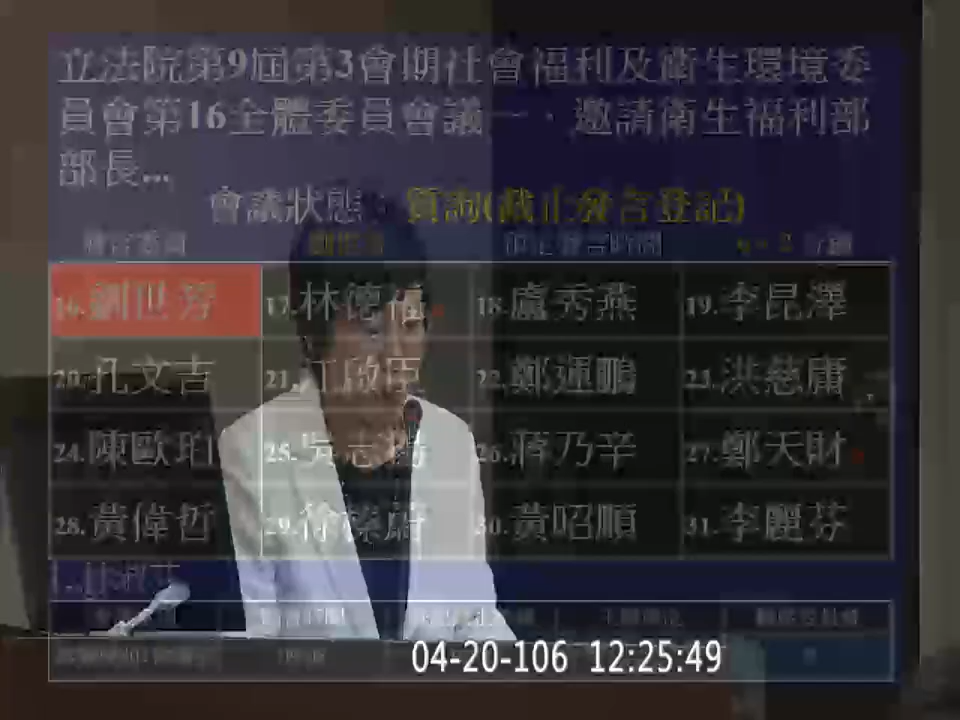 立法院第9屆第3會期社會福利及衛生環境委
員會第16全體委員會議一、邀請衛生福利部
部長...
會議狀態：質詢(截止發言登記)
16.劉世芳 17.林德福 18.盧秀燕 19.李昆澤
20.孔文吉 21.江啟臣 22.鄭運鵬 23.洪慈庸
24.陳歐珀 25.吳志揚 26.蔣乃辛 27.鄭天財
28.黃偉哲 29.徐榛蔚 30.黃昭順 31.李麗芬
04-20-106 12:25:49